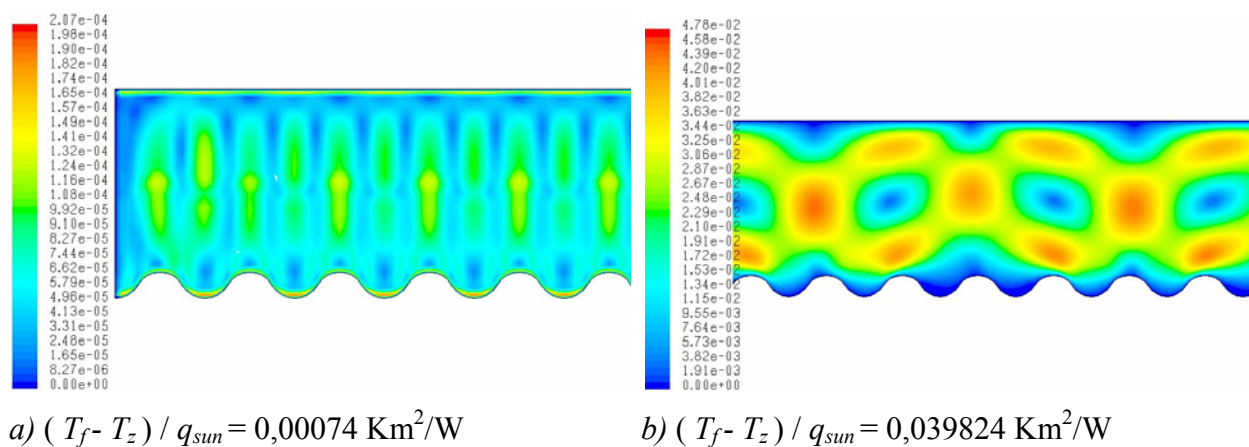 2.07e-04
1.98e-04
1.90e-04
1.82e-04
1.74e-04
1.65e-04
1.57e-04
1.49e-04
1.41e-04
1.32e-04
1.24e-04
1.16e-04
1.08e-04
9.92e-05
9.10e-05
8.27e-05
7.44e-05
6.62e-05
5.79e-05
4.96e-05
4.13e-05
3.31e-05
2.48e-05
1.65e-05
8.27e-06
0.00e+00
4.78e-02
4.58e-02
4.39e-02
4.20e-02
4.01e-02
3.82e-02
3.63e-02
3.44e-02
3.25e-02
3.06e-02
2.87e-02
2.67e-02
2.48e-02
2.29e-02
2.10e-02
1.91e-02
1.72e-02
1.53e-02
1.34e-02
1.15e-02
9.55e-03
7.64e-03
5.73e-03
3.82e-03
1.91e-03
0.00e+00
a) ( T_f - T_z ) / q_sun = 0,00074 Km²/W
b) ( T_f - T_z ) / q_sun = 0,039824 Km²/W